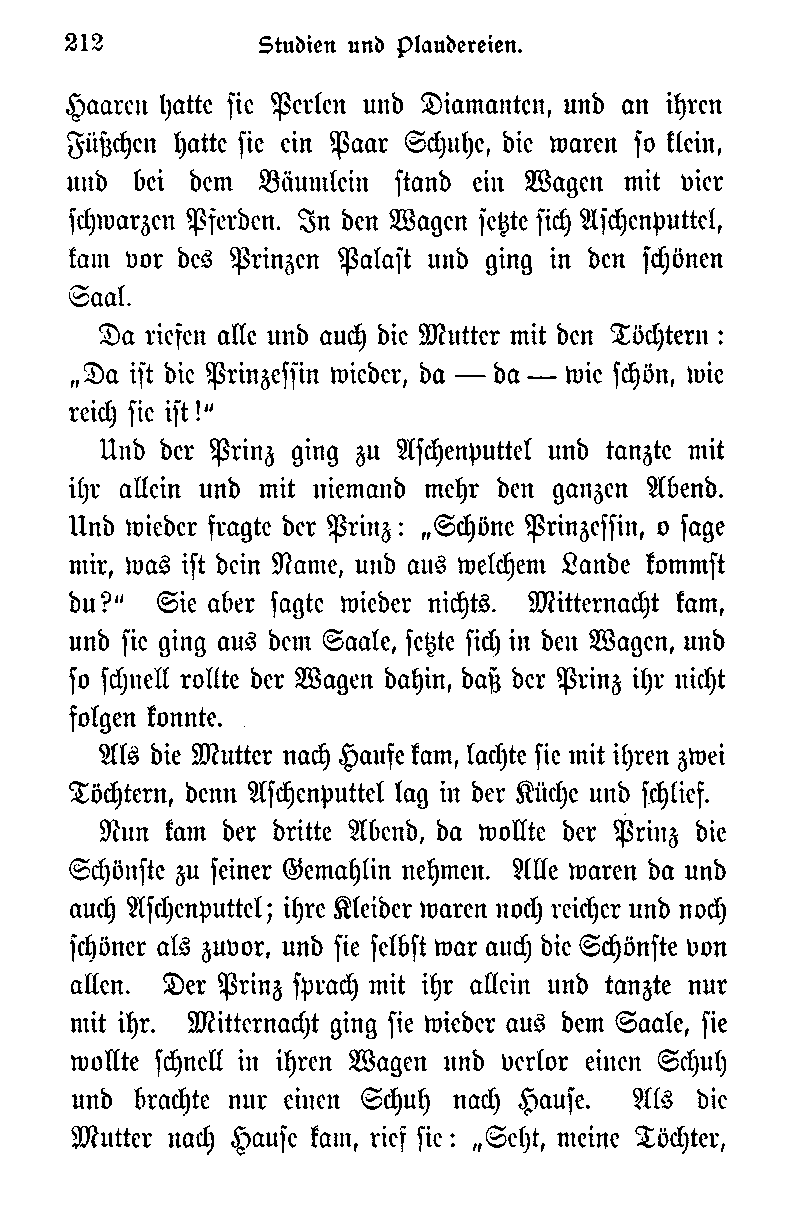 212 Studien und Plaudereien.
Haaren hatte sie Perlen und Diamanten, und an ihren
Füßchen hatte sie ein Paar Schuhe, die waren so klein,
und bei dem Bäumlein stand ein Wagen mit vier
schwarzen Pferden. In den Wagen setzte sich Aschenputtel,
kam vor des Prinzen Palast und ging in den schönen
Saal.
Da riefen alle und auch die Mutter mit den Töchtern:
„Da ist die Prinzessin wieder, da — da — wie schön, wie
reich sie ist!“
Und der Prinz ging zu Aschenputtel und tanzte mit
ihr allein und mit niemand mehr den ganzen Abend.
Und wieder fragte der Prinz: „Schöne Prinzessin, o sage
mir, was ist dein Name, und aus welchem Lande kommst
du?“ Sie aber sagte wieder nichts. Mitternacht kam,
und sie ging aus dem Saale, setzte sich in den Wagen, und
so schnell rollte der Wagen dahin, daß der Prinz ihr nicht
folgen konnte.
Als die Mutter nach Hause kam, lachte sie mit ihren zwei
Töchtern, denn Aschenputtel lag in der Küche und schlief.
Nun kam der dritte Abend, da wollte der Prinz die
Schönste zu seiner Gemahlin nehmen. Alle waren da und
auch Aschenputtel; ihre Kleider waren noch reicher und noch
schöner als zuvor, und sie selbst war auch die Schönste von
allen. Der Prinz sprach mit ihr allein und tanzte nur
mit ihr. Mitternacht ging sie wieder aus dem Saale, sie
wollte schnell in ihren Wagen und verlor einen Schuh
und brachte nur einen Schuh nach Hause. Als die
Mutter nach Hause kam, rief sie: „Seht, meine Töchter,